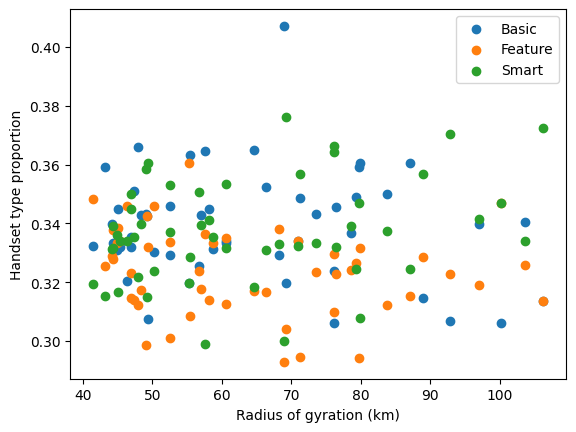 Basic
Feature
Smart
0.40
0.38
0.36
0.34
0.32
0.30
Handset type proportion
40 50 60 70 80 90 100
Radius of gyration (km)